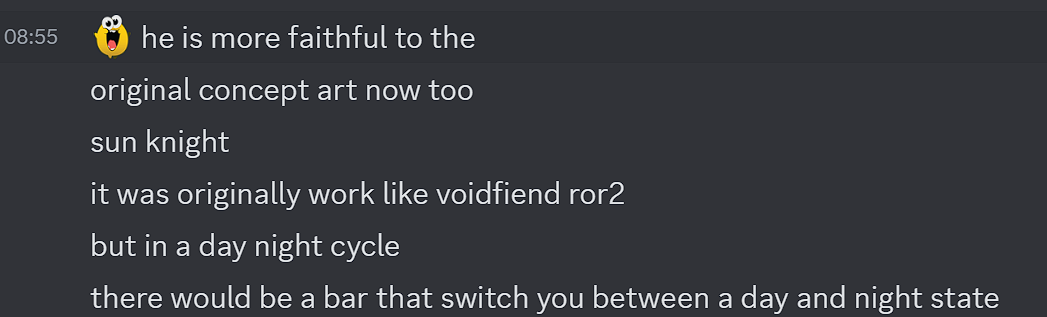 08:55 he is more faithful to the
original concept art now too
sun knight
it was originally work like voidfiend ror2
but in a day night cycle
there would be a bar that switch you between a day and night state